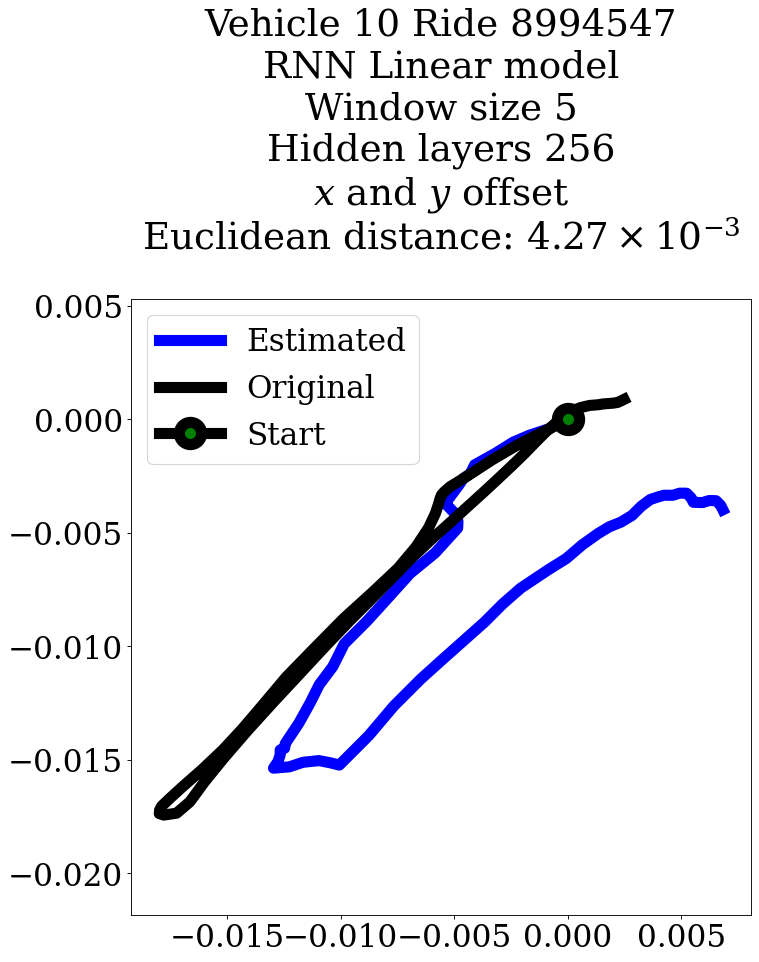 Vehicle 10 Ride 8994547
RNN Linear model
Window size 5
Hidden layers 256
x and y offset
Euclidean distance: 4.27 × 10⁻³
0.005
0.000
−0.005
−0.010
−0.015
−0.020
Estimated
Original
Start
−0.015 −0.010 −0.005 0.000 0.005